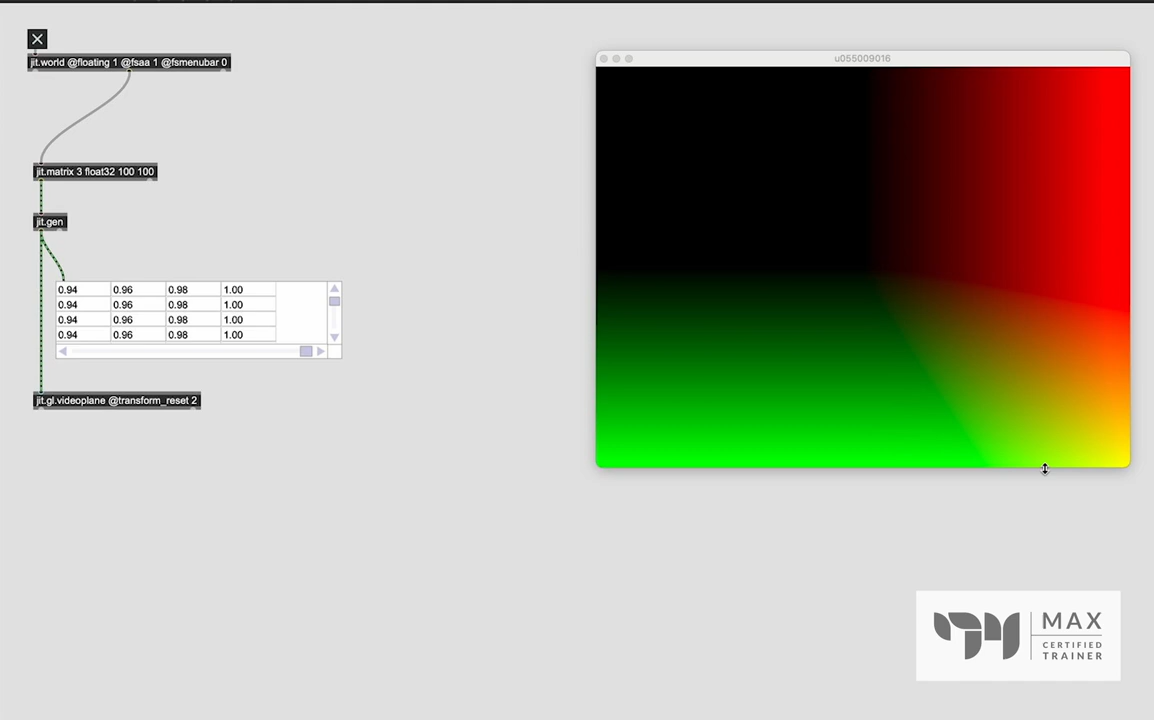 jit.world @floating 1 @fsaa 1 @fsmenubar 0
u055009016
jit.matrix 3 float32 100 100
jit.gen
0.94 0.96 0.98 1.00
0.94 0.96 0.98 1.00
0.94 0.96 0.98 1.00
0.94 0.96 0.98 1.00
jit.gl.videoplane @transform_reset 2
MAX
CERTIFIED
TRAINER